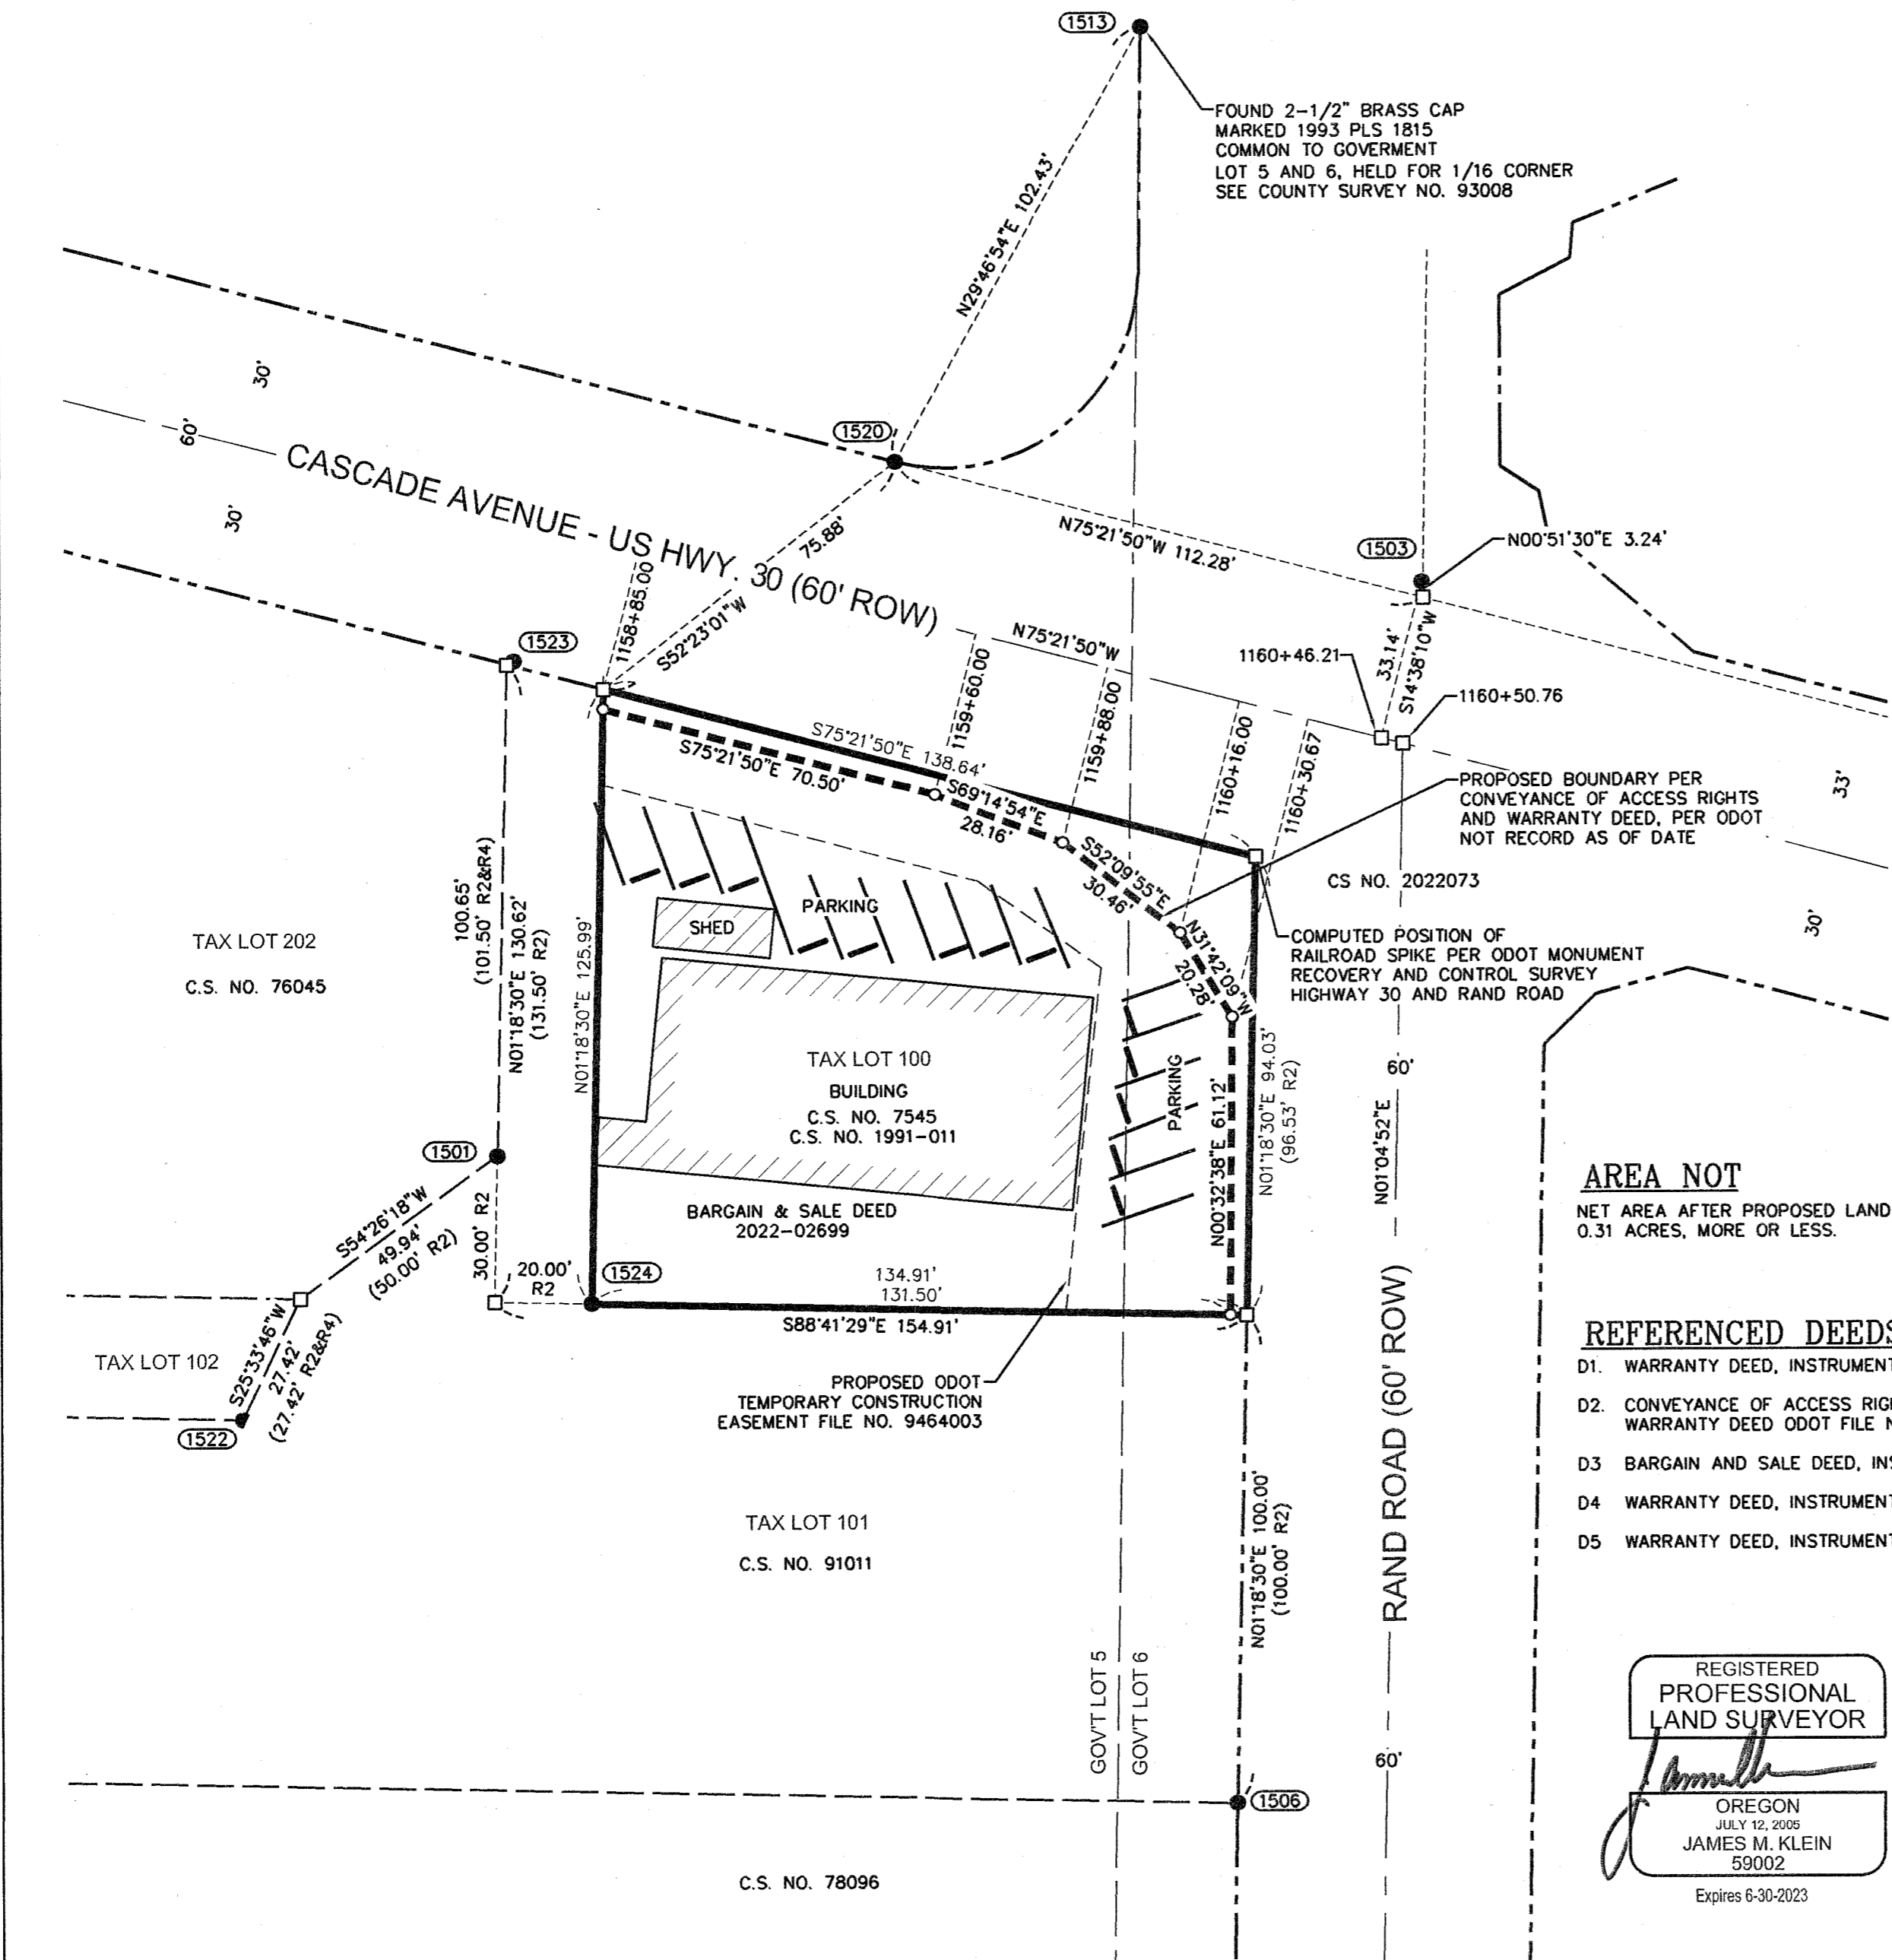 1513
FOUND 2-1/2" BRASS CAP
MARKED 1993 PLS 1815
COMMON TO GOVERMENT
LOT 5 AND 6, HELD FOR 1/16 CORNER
SEE COUNTY SURVEY NO. 93008
N29°46'54"E 102.43'
30'
60'
30'
CASCADE AVENUE - US HWY. 30 (60' ROW)
1520
75.88'
S52°23'01"W
N75°21'50"W 112.28'
1503
N00°51'30"E 3.24'
33.14'
S14°38'10"W
1523
1158+85.00
N75°21'50"W
1159+60.00
1159+88.00
1160+16.00
1160+30.67
1160+46.21
1160+50.76
S75°21'50"E 138.64'
S75°21'50"E 70.50'
S69°14'54"E
28.16'
S52°09'55"E
30.46'
N31°42'09"W
20.28'
PROPOSED BOUNDARY PER
CONVEYANCE OF ACCESS RIGHTS
AND WARRANTY DEED, PER ODOT
NOT RECORD AS OF DATE
33'
30'
CS NO. 2022073
COMPUTED POSITION OF
RAILROAD SPIKE PER ODOT MONUMENT
RECOVERY AND CONTROL SURVEY
HIGHWAY 30 AND RAND ROAD
TAX LOT 202
C.S. NO. 76045
100.65'
(101.50' R2&R4)
N01°18'30"E 130.62'
(131.50' R2)
N01°18'30"E 125.99'
SHED
PARKING
TAX LOT 100
BUILDING
C.S. NO. 7545
C.S. NO. 1991-011
PARKING
N00°32'38"E 61.12'
N01°18'30"E 94.03'
(96.53' R2)
60'
N01°04'52"E
1501
S54°26'18"W
49.94'
(50.00' R2)
30.00' R2
20.00'
R2
1524
BARGAIN & SALE DEED
2022-02699
134.91'
131.50'
S88°41'29"E 154.91'
TAX LOT 102
S25°33'46"W
27.42'
(27.42' R2&R4)
1522
PROPOSED ODOT
TEMPORARY CONSTRUCTION
EASEMENT FILE NO. 9464003
AREA NOT
NET AREA AFTER PROPOSED LAND
0.31 ACRES, MORE OR LESS.
REFERENCED DEEDS
D1. WARRANTY DEED, INSTRUMENT
D2. CONVEYANCE OF ACCESS RIG
WARRANTY DEED ODOT FILE N
D3 BARGAIN AND SALE DEED, INS
D4 WARRANTY DEED, INSTRUMENT
D5 WARRANTY DEED, INSTRUMENT
TAX LOT 101
C.S. NO. 91011
N01°18'30"E 100.00'
(100.00' R2)
RAND ROAD (60' ROW)
GOV'T LOT 5
GOV'T LOT 6
60'
1506
C.S. NO. 78096
REGISTERED
PROFESSIONAL
LAND SURVEYOR
OREGON
JULY 12, 2005
JAMES M. KLEIN
59002
Expires 6-30-2023